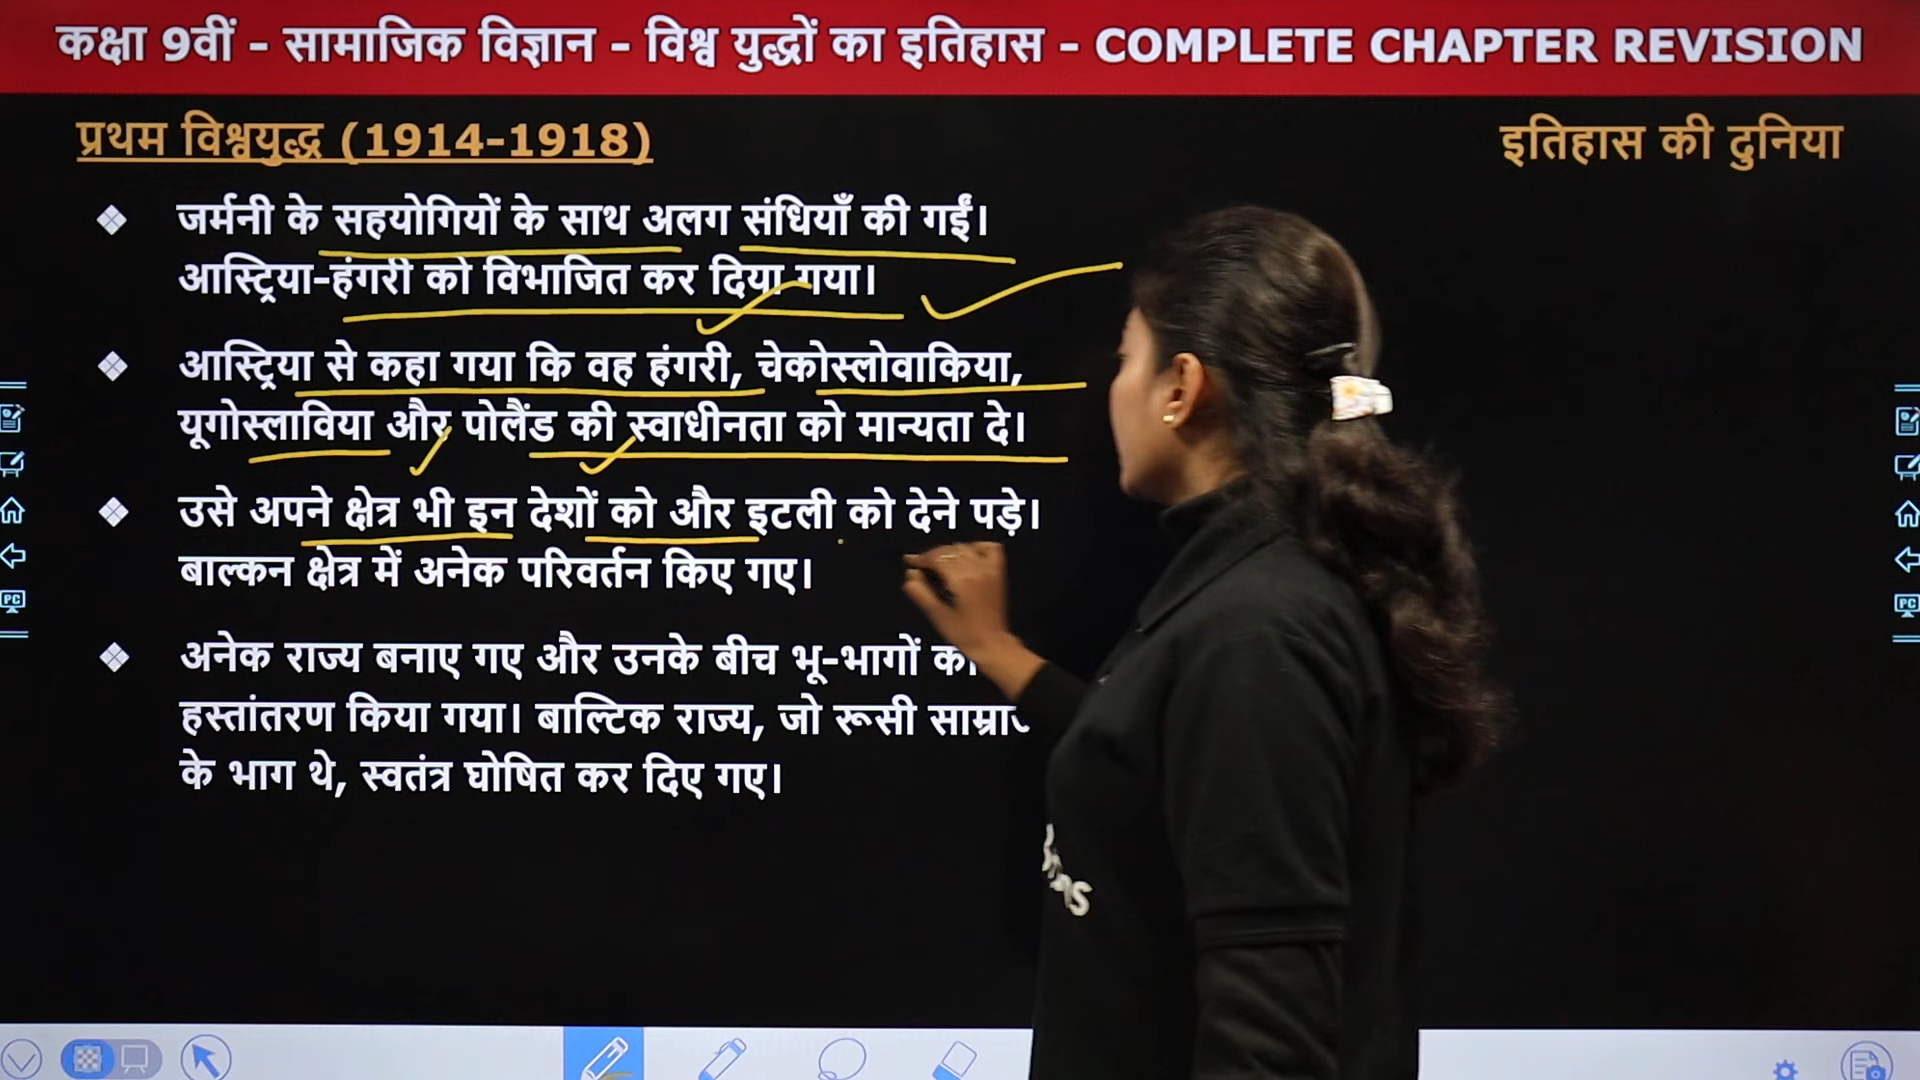 कक्षा 9वीं - सामाजिक विज्ञान - विश्व युद्धों का इतिहास - COMPLETE CHAPTER REVISION
प्रथम विश्वयुद्ध (1914-1918)
इतिहास की दुनिया
❖ जर्मनी के सहयोगियों के साथ अलग संधियाँ की गईं।
आस्ट्रिया-हंगरी को विभाजित कर दिया गया।
❖ आस्ट्रिया से कहा गया कि वह हंगरी, चेकोस्लोवाकिया,
यूगोस्लाविया और पोलैंड की स्वाधीनता को मान्यता दे।
❖ उसे अपने क्षेत्र भी इन देशों को और इटली को देने पड़े।
बाल्कन क्षेत्र में अनेक परिवर्तन किए गए।
❖ अनेक राज्य बनाए गए और उनके बीच भू-भागों का
हस्तांतरण किया गया। बाल्टिक राज्य, जो रूसी
के भाग थे, स्वतंत्र घोषित कर दिए गए।
PC
PC